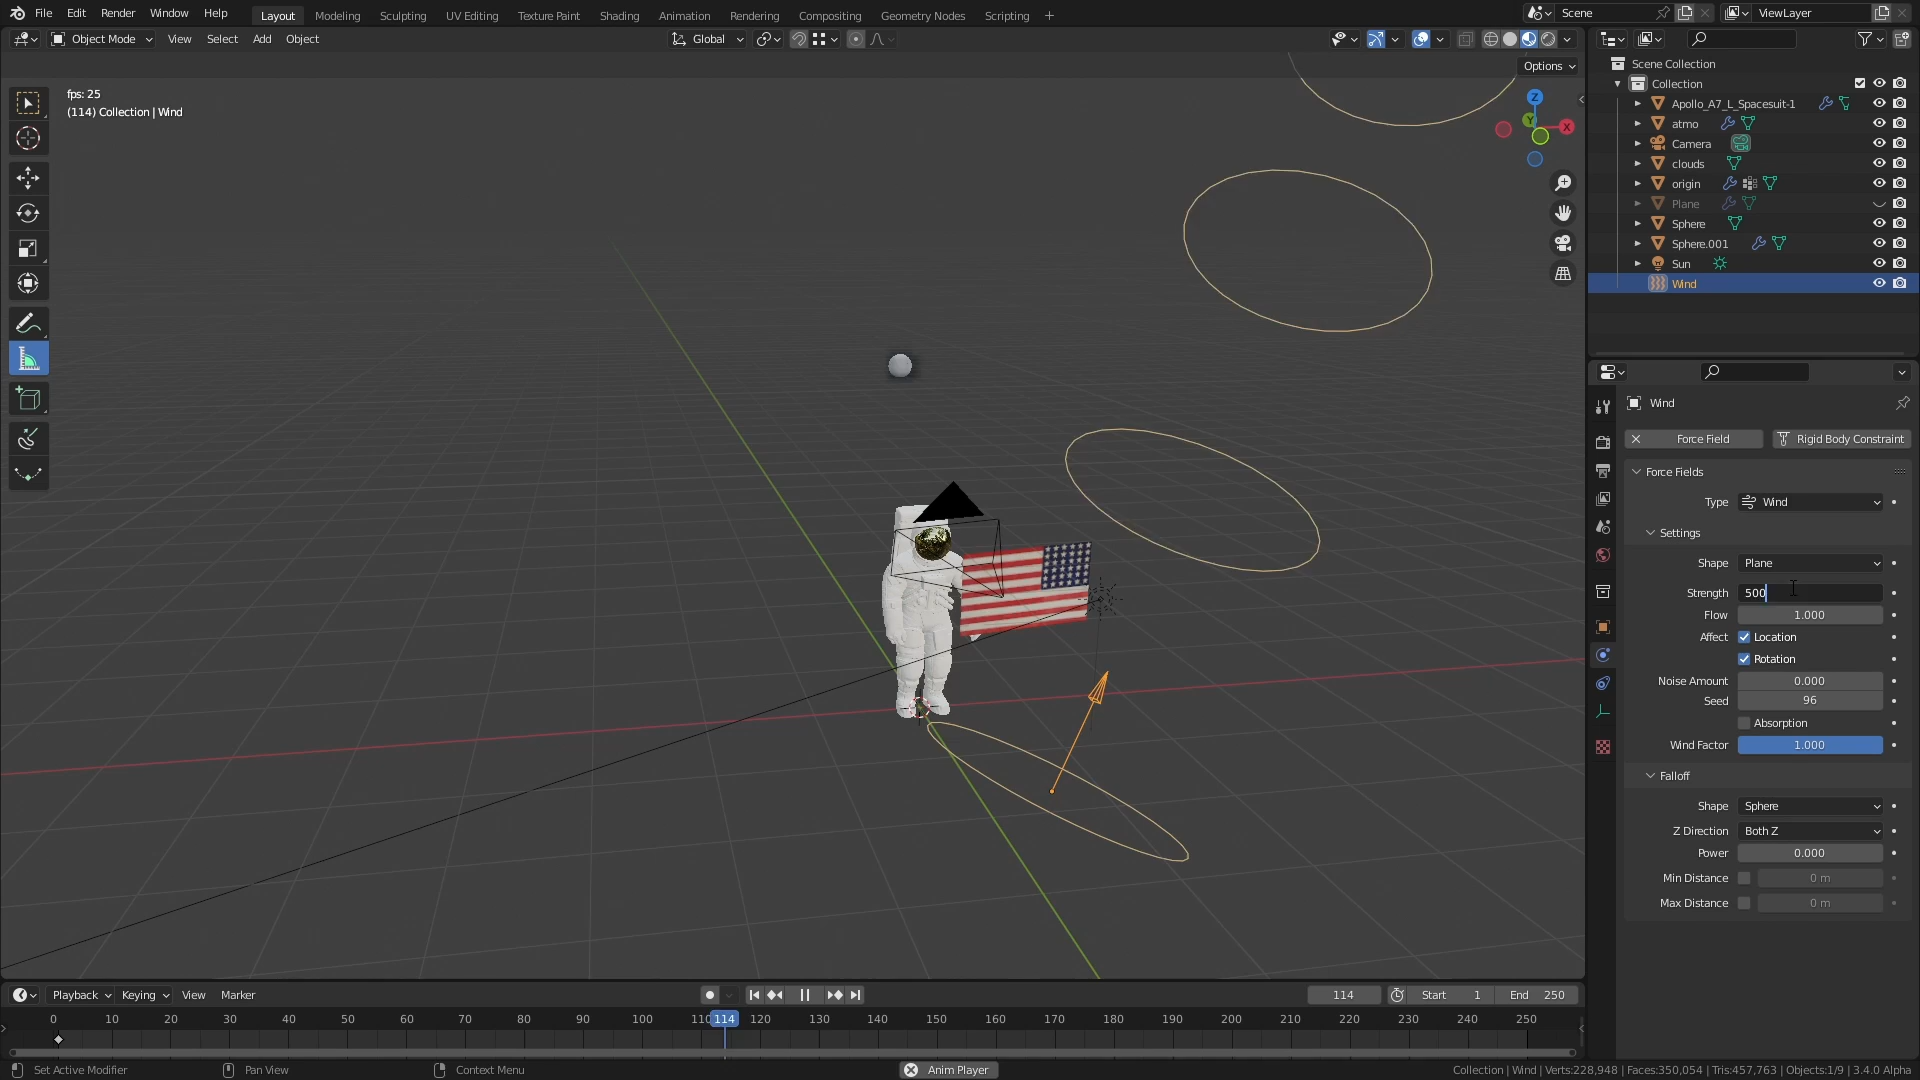 File Edit Render Window Help Layout Modeling Sculpting UV Editing Texture Paint Shading Animation Rendering Compositing Geometry Nodes Scripting + Scene ViewLayer
Object Mode View Select Add Object Global
Options
fps: 25
(114) Collection | Wind
Z
Y
X
Scene Collection
Collection
Apollo_A7_L_Spacesuit-1
atmo
Camera
clouds
origin
Plane
Sphere
Sphere.001
Sun
Wind
Wind
Force Field Rigid Body Constraint
Force Fields
Type Wind
Settings
Shape Plane
Strength 500
Flow 1.000
Affect Location
Rotation
Noise Amount 0.000
Seed 96
Absorption
Wind Factor 1.000
Falloff
Shape Sphere
Z Direction Both Z
Power 0.000
Min Distance 0 m
Max Distance 0 m
Playback Keying View Marker 114 Start 1 End 250
0 10 20 30 40 50 60 70 80 90 100 110 114 120 130 140 150 160 170 180 190 200 210 220 230 240 250
Set Active Modifier Pan View Context Menu Anim Player Collection | Wind | Verts:228,948 | Faces:350,054 | Tris:457,763 | Objects:1/9 | 3.4.0 Alpha